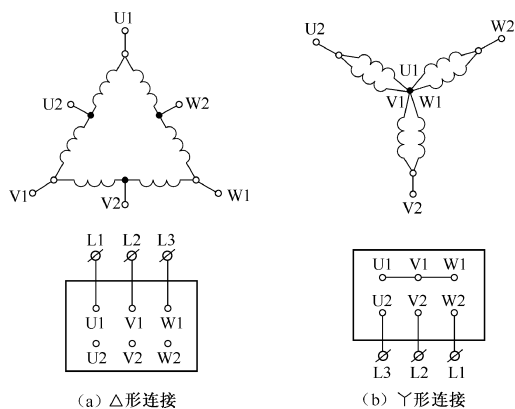 U1
U2 W2
V1 V2 W1
L1 L2 L3
U1 V1 W1
U2 V2 W2
(a) △形连接
U2 W2
U1
V1 W1
V2
U1 V1 W1
U2 V2 W2
L3 L2 L1
(b) 丫形连接